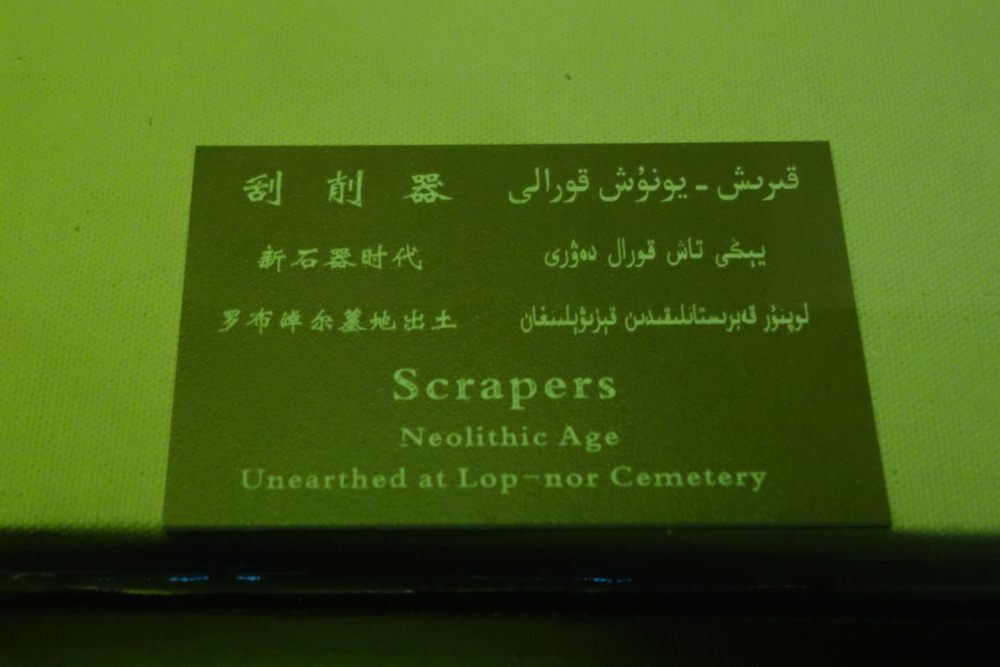 刮削器
قىرىش - يونۇش قورالى
新石器时代
يېڭى تاش قورال دەۋرى
罗布淖尔墓地出土
لوپنۇر قەبرىستانلىقىدىن قېزىۋېلىنغان
Scrapers
Neolithic Age
Unearthed at Lop-nor Cemetery